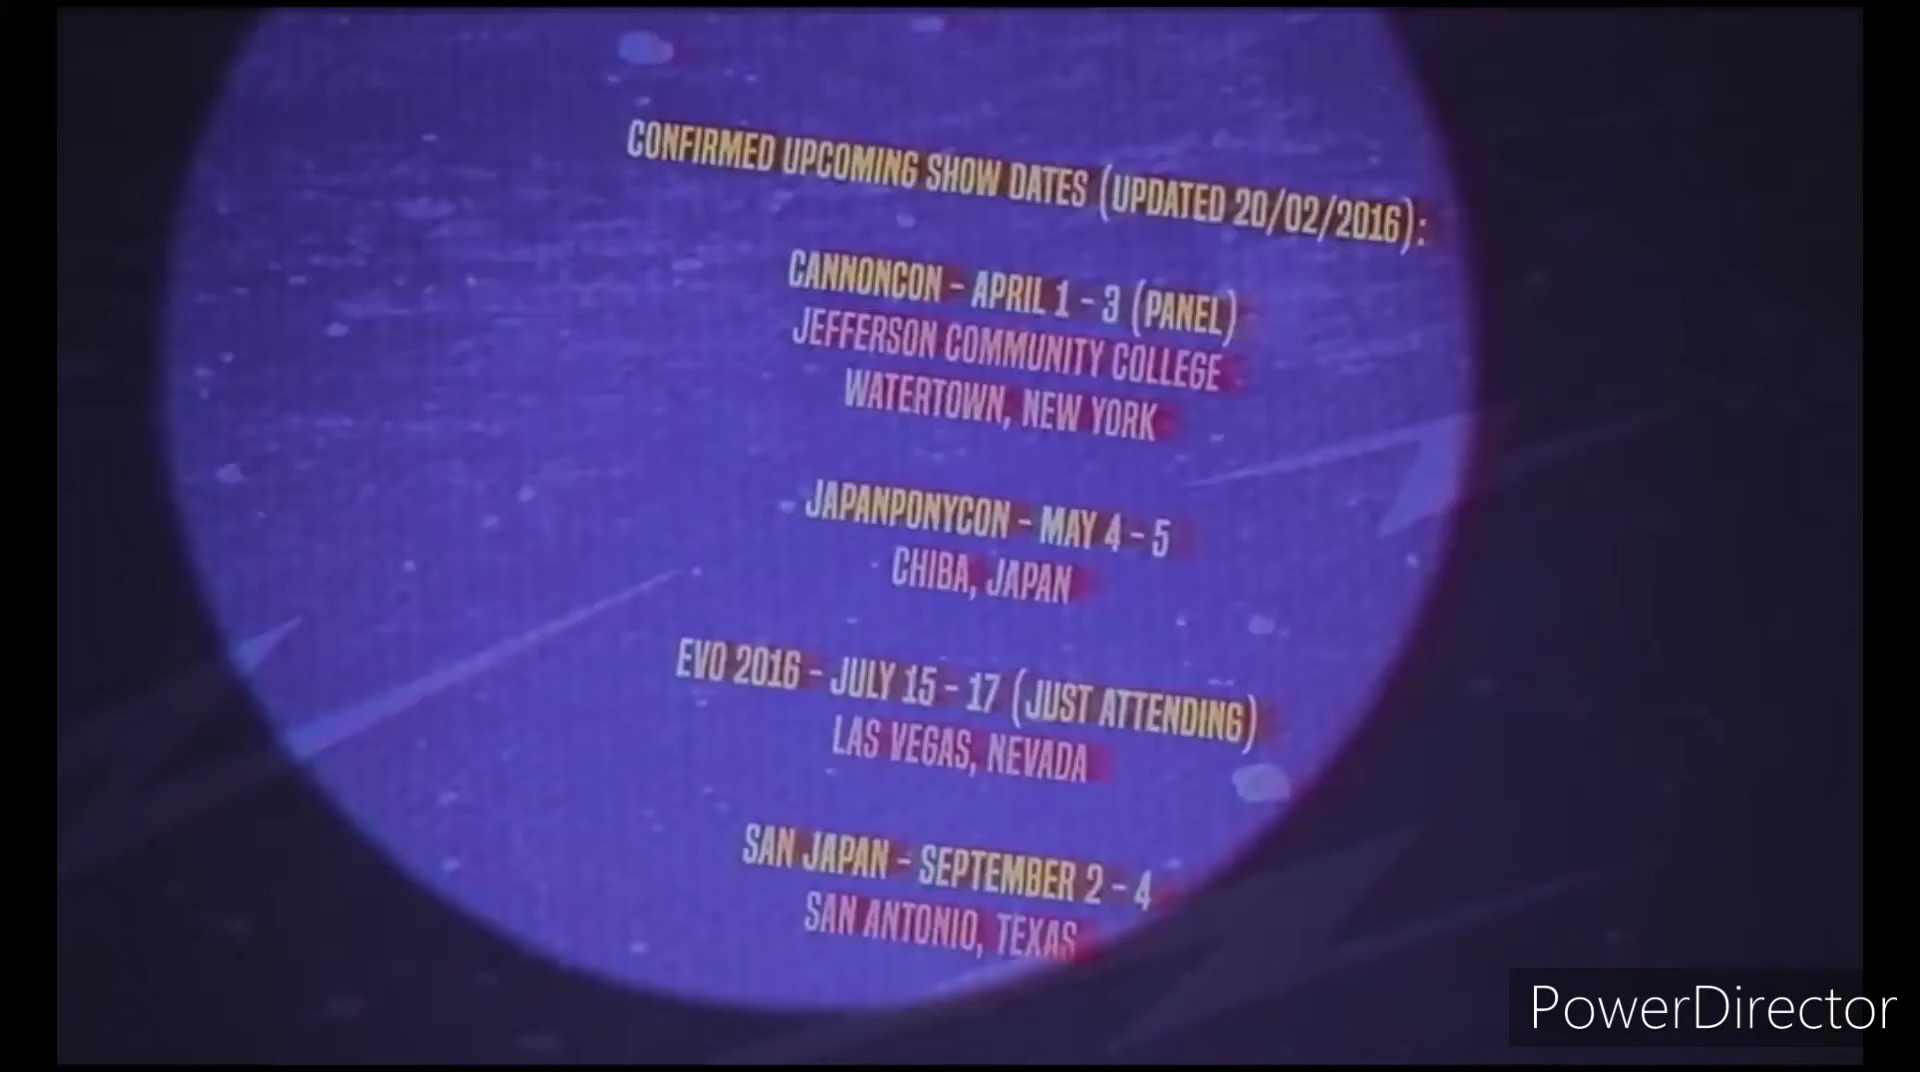 CONFIRMED UPCOMING SHOW DATES (UPDATED 20/02/2016):
CANNONCON - APRIL 1 - 3 (PANEL)
JEFFERSON COMMUNITY COLLEGE
WATERTOWN, NEW YORK
JAPANPONYCON - MAY 4 - 5
CHIBA, JAPAN
EVO 2016 - JULY 15 - 17 (JUST ATTENDING)
LAS VEGAS, NEVADA
SAN JAPAN - SEPTEMBER 2 - 4
SAN ANTONIO, TEXAS
PowerDirector